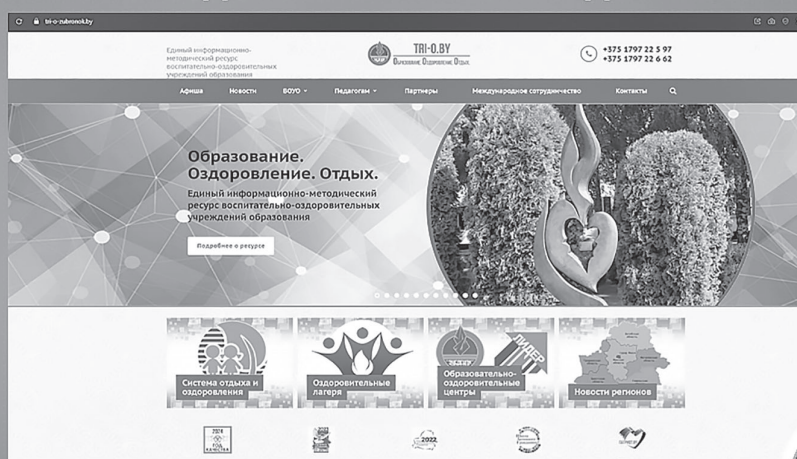 tri-o-zubronok.by
Единый информационно-
методический ресурс
воспитательно-оздоровительных
учреждений образования
TRI-O.BY
Образование Оздоровление Отдых
+375 1797 22 5 97
+375 1797 22 6 62
Афиша Новости ВОУО Педагогам Партнеры Международное сотрудничество Контакты
Образование.
Оздоровление. Отдых.
Единый информационно-методический
ресурс воспитательно-оздоровительных
учреждений образования
Подробнее о ресурсе
Система отдыха и
оздоровления
Оздоровительные
лагеря
ЛИДЕР
Образовательно-
оздоровительные
центры
Новости регионов
2024
ГОД
КАЧЕСТВА
2022